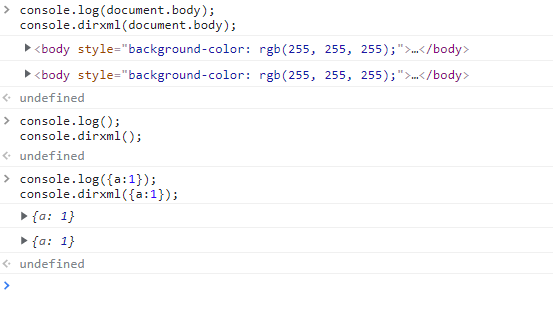 > console.log(document.body);
console.dirxml(document.body);
▶<body style="background-color: rgb(255, 255, 255);">…</body>
▶<body style="background-color: rgb(255, 255, 255);">…</body>
undefined
> console.log();
console.dirxml();
undefined
> console.log({a:1});
console.dirxml({a:1});
▶{a: 1}
▶{a: 1}
undefined
>